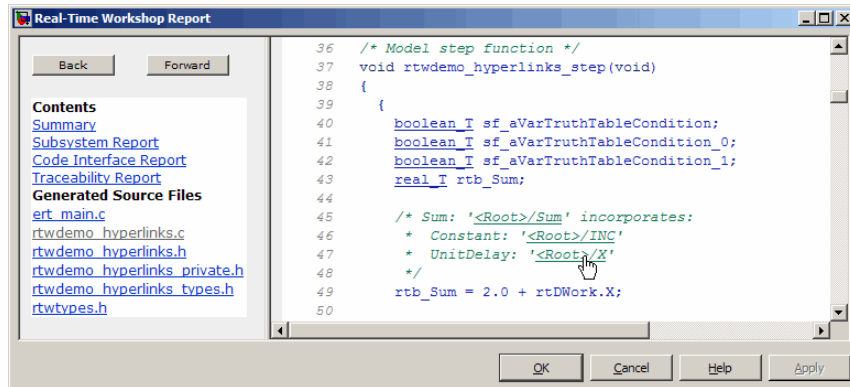 Real-Time Workshop Report
Back Forward
Contents
Summary
Subsystem Report
Code Interface Report
Traceability Report
Generated Source Files
ert_main.c
rtwdemo_hyperlinks.c
rtwdemo_hyperlinks.h
rtwdemo_hyperlinks_private.h
rtwdemo_hyperlinks_types.h
rtwtypes.h
36 /* Model step function */
37 void rtwdemo_hyperlinks_step(void)
38 {
39 {
40 boolean_T sf_aVarTruthTableCondition;
41 boolean_T sf_aVarTruthTableCondition_0;
42 boolean_T sf_aVarTruthTableCondition_1;
43 real_T rtb_Sum;
44
45 /* Sum: '<Root>/Sum' incorporates:
46 * Constant: '<Root>/INC'
47 * UnitDelay: '<Root>/X'
48 */
49 rtb_Sum = 2.0 + rtDWork.X;
50
OK Cancel Help Apply